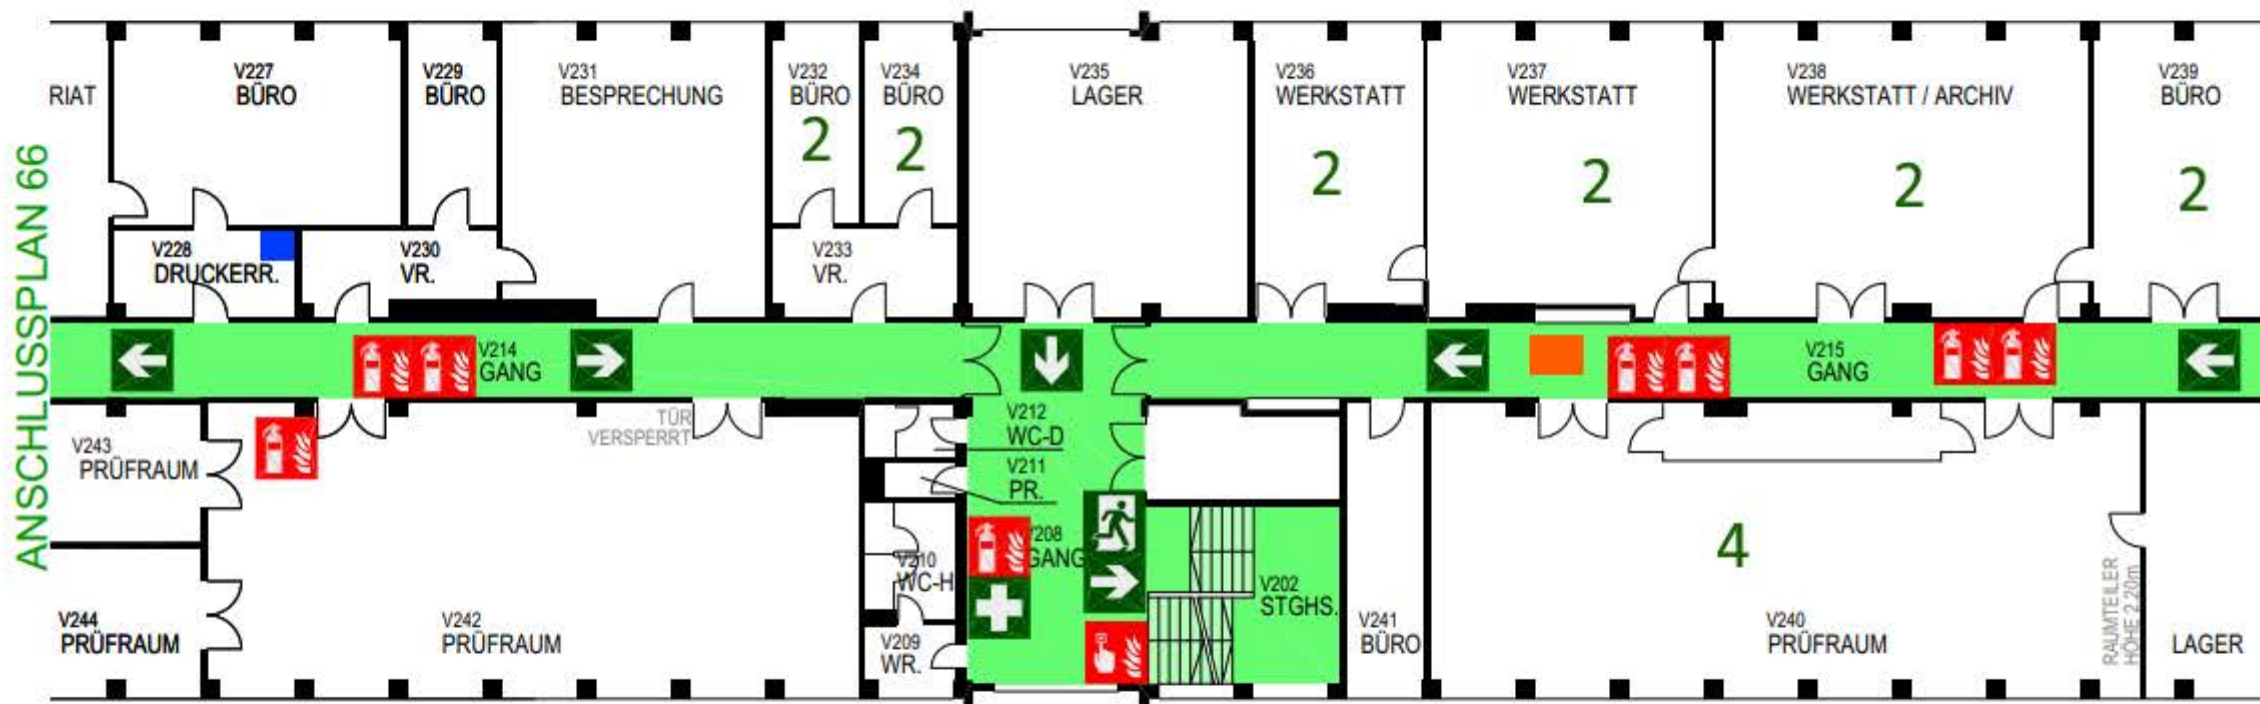 ANSCHLUSSPLAN 66
RIAT
V227
BÜRO
V229
BÜRO
V231
BESPRECHUNG
V232
BÜRO
2
V234
BÜRO
2
V235
LAGER
V236
WERKSTATT
2
V237
WERKSTATT
2
V238
WERKSTATT / ARCHIV
2
V239
BÜRO
2
V228
DRUCKERR.
V230
VR.
V233
VR.
V214
GANG
V215
GANG
V243
PRÜFRAUM
TÜR
VERSPERRT
V212
WC-D
V211
PR.
V208
GANG
V210
WC-H
V202
STGHS.
V209
WR.
V244
PRÜFRAUM
V242
PRÜFRAUM
V241
BÜRO
4
V240
PRÜFRAUM
RAUMTEILER
HÖHE 2.20m
LAGER